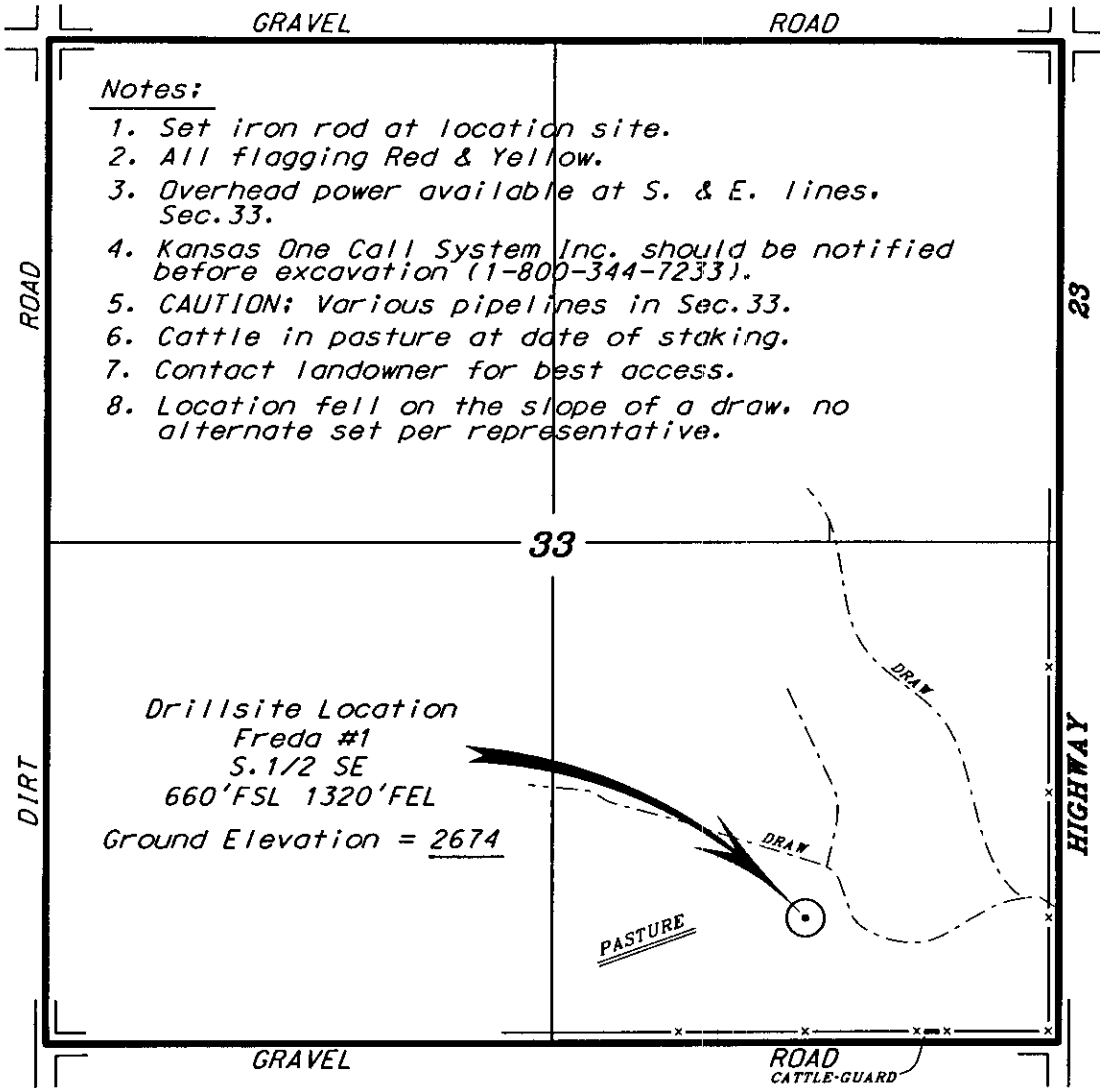 GRAVEL ROAD
Notes:
1. Set iron rod at location site.
2. All flagging Red & Yellow.
3. Overhead power available at S. & E. lines,
Sec.33.
4. Kansas One Call System Inc. should be notified
before excavation (1-800-344-7233).
5. CAUTION: Various pipelines in Sec.33.
6. Cattle in pasture at date of staking.
7. Contact landowner for best access.
8. Location fell on the slope of a draw, no
alternate set per representative.
DIRT ROAD
HIGHWAY 23
33
DRAW
Drillsite Location
Freda #1
S.1/2 SE
660'FSL 1320'FEL
Ground Elevation = 2674
DRAW
PASTURE
GRAVEL ROAD
CATTLE-GUARD